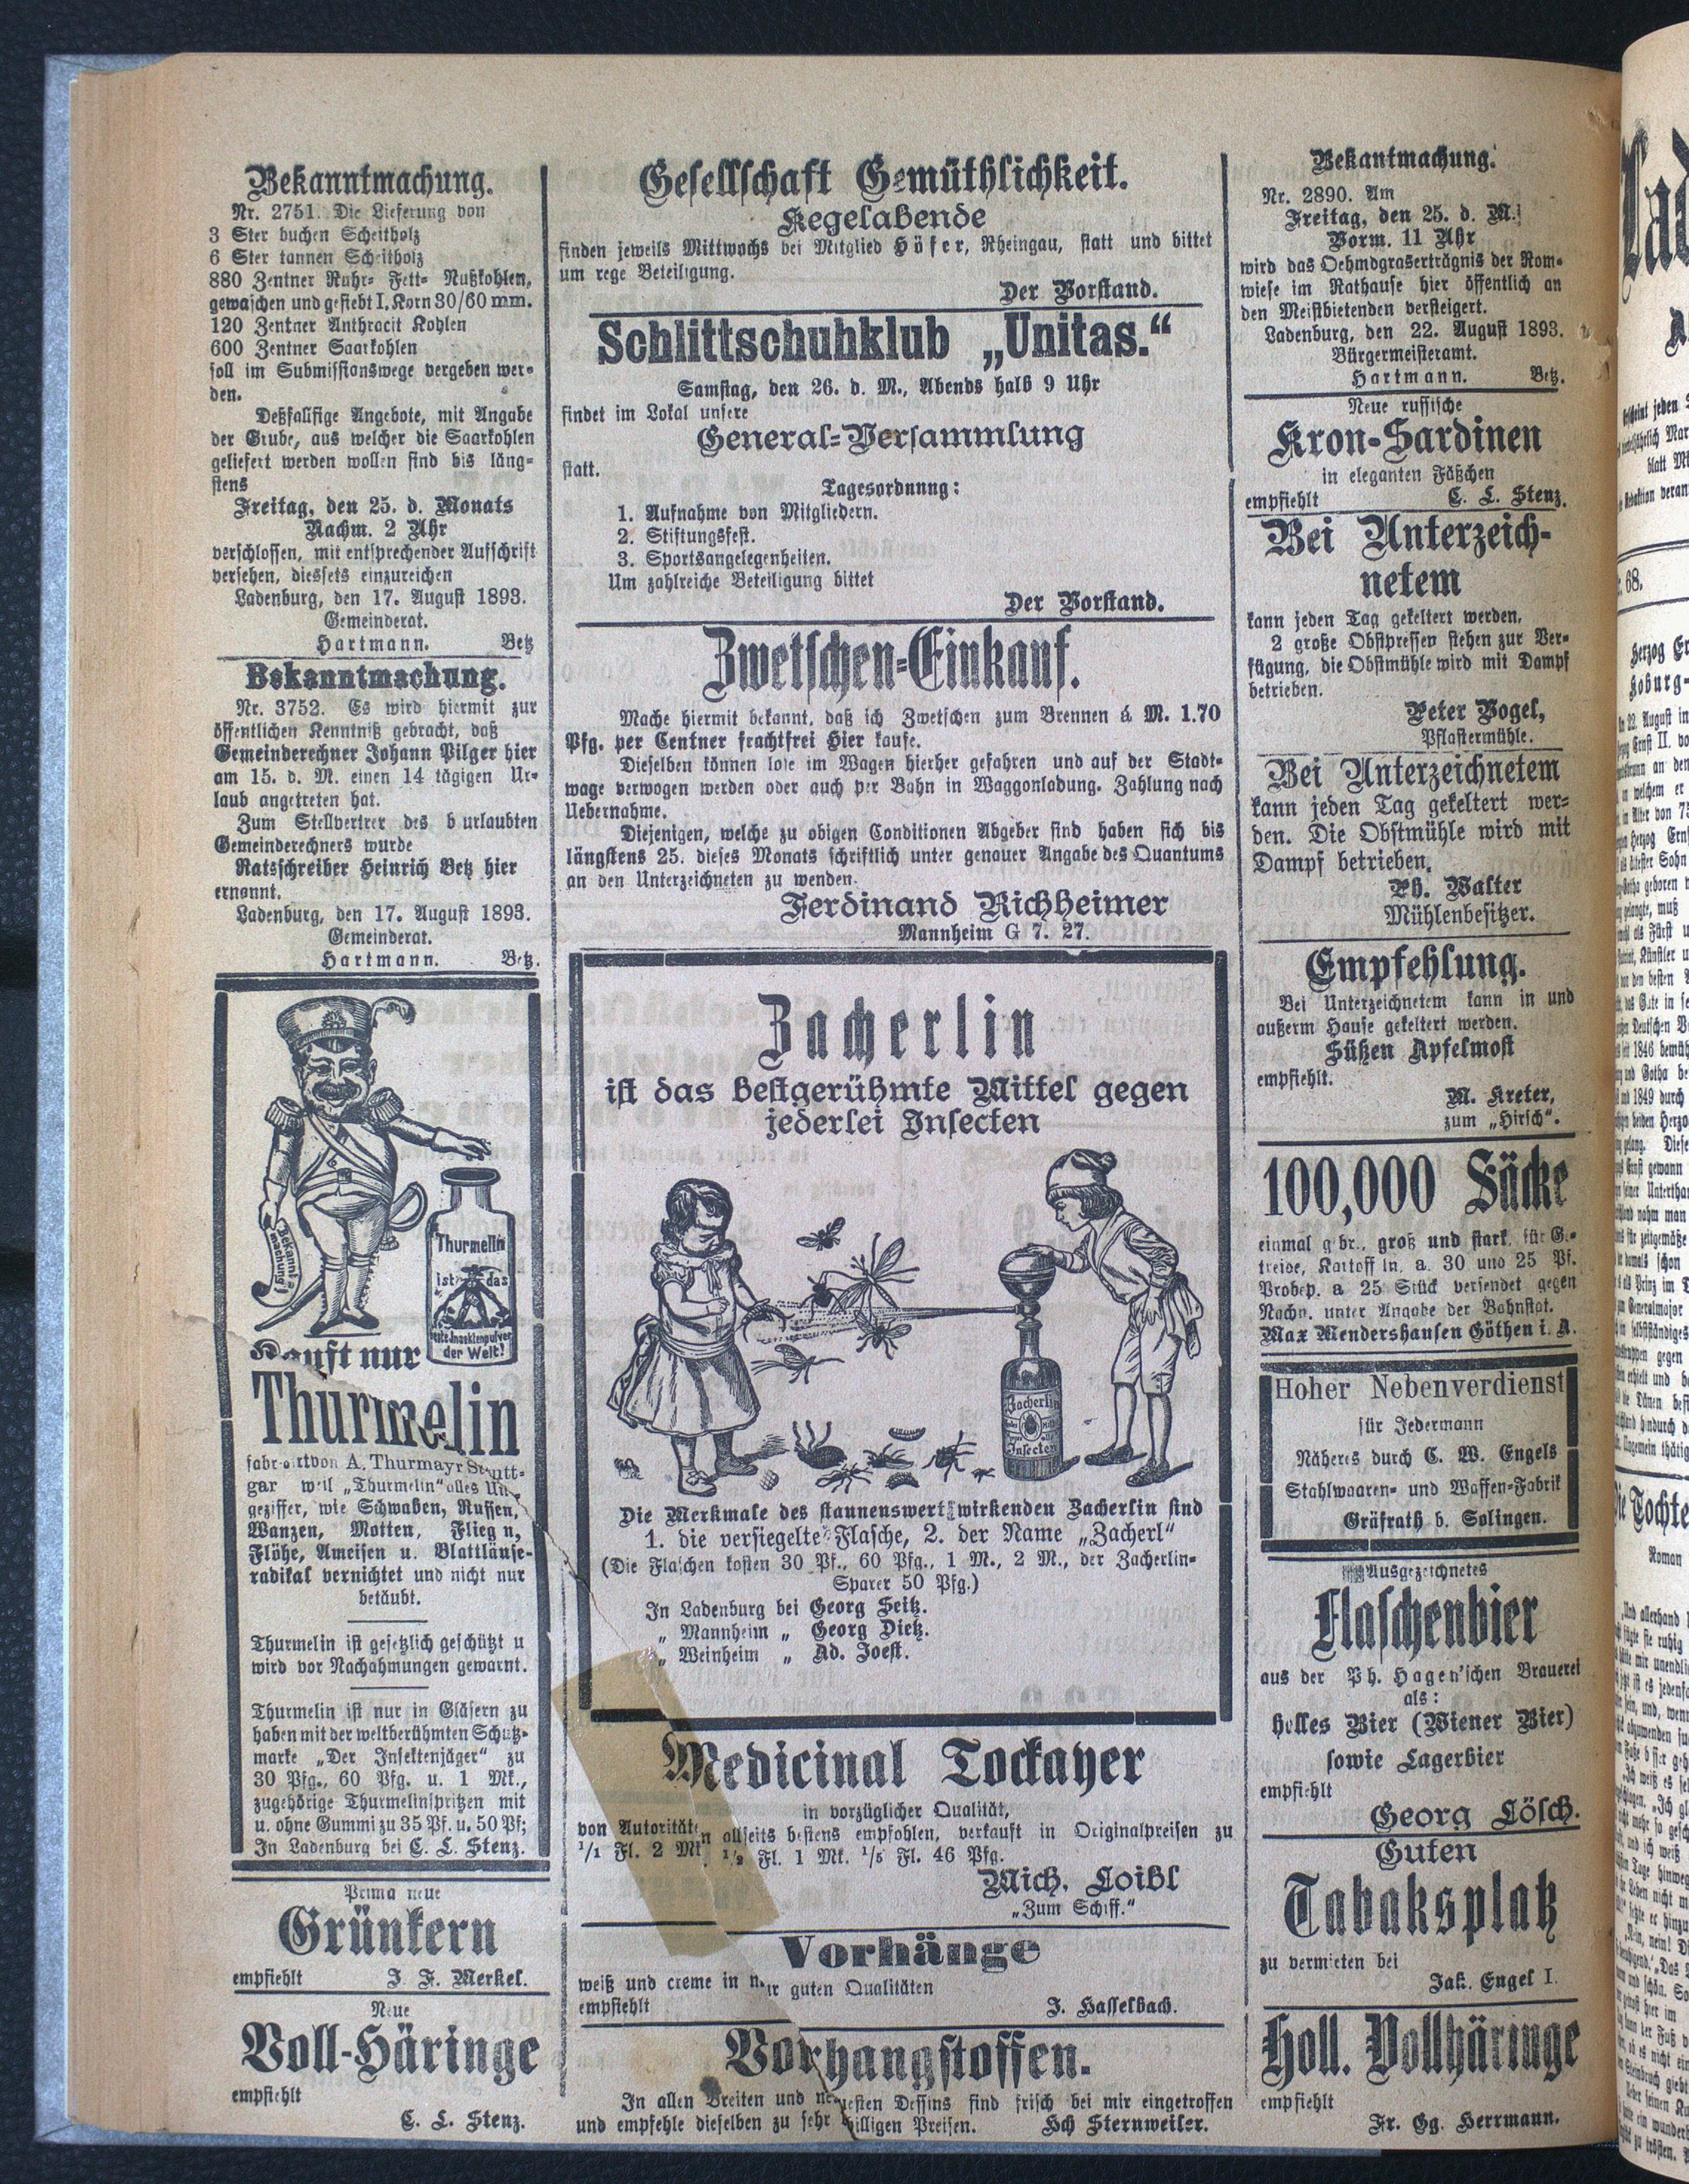 Bekanntmachung.
Nr. 2751. Die Lieferung von
3 Ster buchen Scheitholz
6 Ster tannen Scheitholz
880 Zentner Ruhr- Fett- Nußkohlen,
gewaschen und gesiebt I. Korn 30/60 mm.
120 Zentner Anthracit Kohlen
600 Zentner Saarkohlen
soll im Submissionswege vergeben wer-
den.
Deßfallsige Angebote, mit Angabe
der Grube, aus welcher die Saarkohlen
geliefert werden wollen sind bis läng-
stens
Freitag, den 25. d. Monats
Nachm. 2 Uhr
verschlossen, mit entsprechender Aufschrift
versehen, diessets einzureichen
Ladenburg, den 17. August 1893.
Gemeinderat.
Hartmann. Betz
Bekanntmachung.
Nr. 3752. Es wird hiermit zur
öffentlichen Kenntniß gebracht, daß
Gemeinderechner Johann Pilger hier
am 15. d. M. einen 14 tägigen Ur-
laub angetreten hat.
Zum Stellvertrer des b urlaubten
Gemeinderechners wurde
Ratsschreiber Heinrich Betz hier
ernannt.
Ladenburg, den 17. August 1893.
Gemeinderat.
Hartmann. Betz.
Bekannt
machung!
Thurmelin
ist das
beste Insektenpulver
der Welt!
Kauft nur
Thurmelin
von A. Thurmayr Stutt-
gar weil „Thurmelin" alles Un-
geziffer, wie Schwaben, Russen,
Wanzen, Motten, Flieg n,
Flöhe, Ameisen u. Blattläuse-
radikal vernichtet und nicht nur
betäubt.
Thurmelin ist gesetzlich geschützt u
wird vor Nachahmungen gewarnt.
Thurmelin ist nur in Gläsern zu
haben mit der weltberühmten Schutz-
marke „Der Insektenjäger" zu
30 Pfg., 60 Pfg. u. 1 Mk.,
zugehörige Thurmelinspritzen mit
u. ohne Gummi zu 35 Pf. u. 50 Pf;
In Ladenburg bei C. L. Stenz.
Prima neue
Grünkern
empfiehlt J. F. Merkel.
Neue
Voll-Häringe
empfiehlt
C. L. Stenz.
Gesellschaft Gemüthlichkeit.
Kegelabende
finden jeweils Mittwochs bei Mitglied Höfer, Rheingau, statt und bittet
um rege Beteiligung.
Der Vorstand.
Schlittschuhklub „Unitas."
Samstag, den 26. d. M., Abends halb 9 Uhr
findet im Lokal unsere
General-Versammlung
statt.
Tagesordnung:
1. Aufnahme von Mitgliedern.
2. Stiftungsfest.
3. Sportsangelegenheiten.
Um zahlreiche Beteiligung bittet
Der Vorstand.
Zwetschen-Einkauf.
Mache hiermit bekannt, daß ich Zwetschen zum Brennen á M. 1.70
Pfg. per Centner frachtfrei Hier kaufe.
Dieselben können lose im Wagen hierher gefahren und auf der Stadt-
wage verwogen werden oder auch per Bahn in Waggonladung. Zahlung nach
Uebernahme.
Diejenigen, welche zu obigen Conditionen Abgeber sind haben sich bis
längstens 25. dieses Monats schriftlich unter genauer Angabe des Quantums
an den Unterzeichneten zu wenden.
Ferdinand Richheimer
Mannheim G 7. 27.
Zacherlin
ist das bestgerühmte Mittel gegen
jederlei Insecten
Zacherlin
Insecten
Die Merkmale des staunenswert wirkenden Zacherlin sind
1. die versiegelte Flasche, 2. der Name „Zacherl"
(Die Flaschen kosten 30 Pf., 60 Pfg., 1 M., 2 M., der Zacherlin-
Sparer 50 Pfg.)
In Ladenburg bei Georg Seitz.
„ Mannheim „ Georg Dietz.
„ Weinheim „ Ad. Joest.
Medicinal Tockayer
in vorzüglicher Qualität,
von Autoritäten allseits bestens empfohlen, verkauft in Originalpreisen zu
1/1 Fl. 2 Mk 1/2 Fl. 1 Mk. 1/5 Fl. 46 Pfg.
Mich. Loibl
„Zum Schiff."
Vorhänge
weiß und creme in nur guten Qualitäten
empfiehlt J. Hasselbach.
Vorhangstoffen.
In allen Breiten und neuesten Dessins sind frisch bei mir eingetroffen
und empfehle dieselben zu sehr billigen Preisen. Hch Sternweiler.
Bekantmachung.
Nr. 2890. Am
Freitag, den 25. d. M.
Vorm. 11 Uhr
wird das Oehmdgraserträgnis der Rom-
wiese im Rathause hier öffentlich an
den Meistbietenden versteigert.
Ladenburg, den 22. August 1893.
Bürgermeisteramt.
Hartmann. Betz.
Neue russische
Kron-Sardinen
in eleganten Fäßchen
empfiehlt C. L. Stenz.
Bei Unterzeich-
netem
kann jeden Tag gekeltert werden.
2 große Obstpressen stehen zur Ver-
fügung, die Obstmühle wird mit Dampf
betrieben.
Peter Vogel,
Pflastermühle.
Bei Unterzeichnetem
kann jeden Tag gekeltert wer-
den. Die Obstmühle wird mit
Dampf betrieben.
Ph. Walter
Mühlenbesitzer.
Empfehlung.
Bei Unterzeichnetem kann in und
außerm Hause gekeltert werden.
Süßen Apfelmost
empfiehlt.
M. Kreter,
zum „Hirsch".
100,000 Säcke
einmal g br., groß und stark, für G.-
treide, Kartoff ln, a. 30 und 25 Pf.
Probep. a 25 Stück versendet gegen
Nachn. unter Angabe der Bahnstat.
Max Mendershausen Göthen i. A.
Hoher Nebenverdienst
für Jedermann
Näheres durch C. W. Engels
Stahlwaaren- und Waffen-Fabrik
Gräfrath b. Solingen.
Ausgezeichnetes
Flaschenbier
aus der Ph. Hagen'schen Brauerei
als:
helles Bier (Wiener Bier)
sowie Lagerbier
empfiehlt
Georg Lösch.
Guten
Tabaksplatz
zu vermieten bei
Jak. Engel I.
Holl. Vollhäringe
empfiehlt
Fr. Gg. Herrmann.